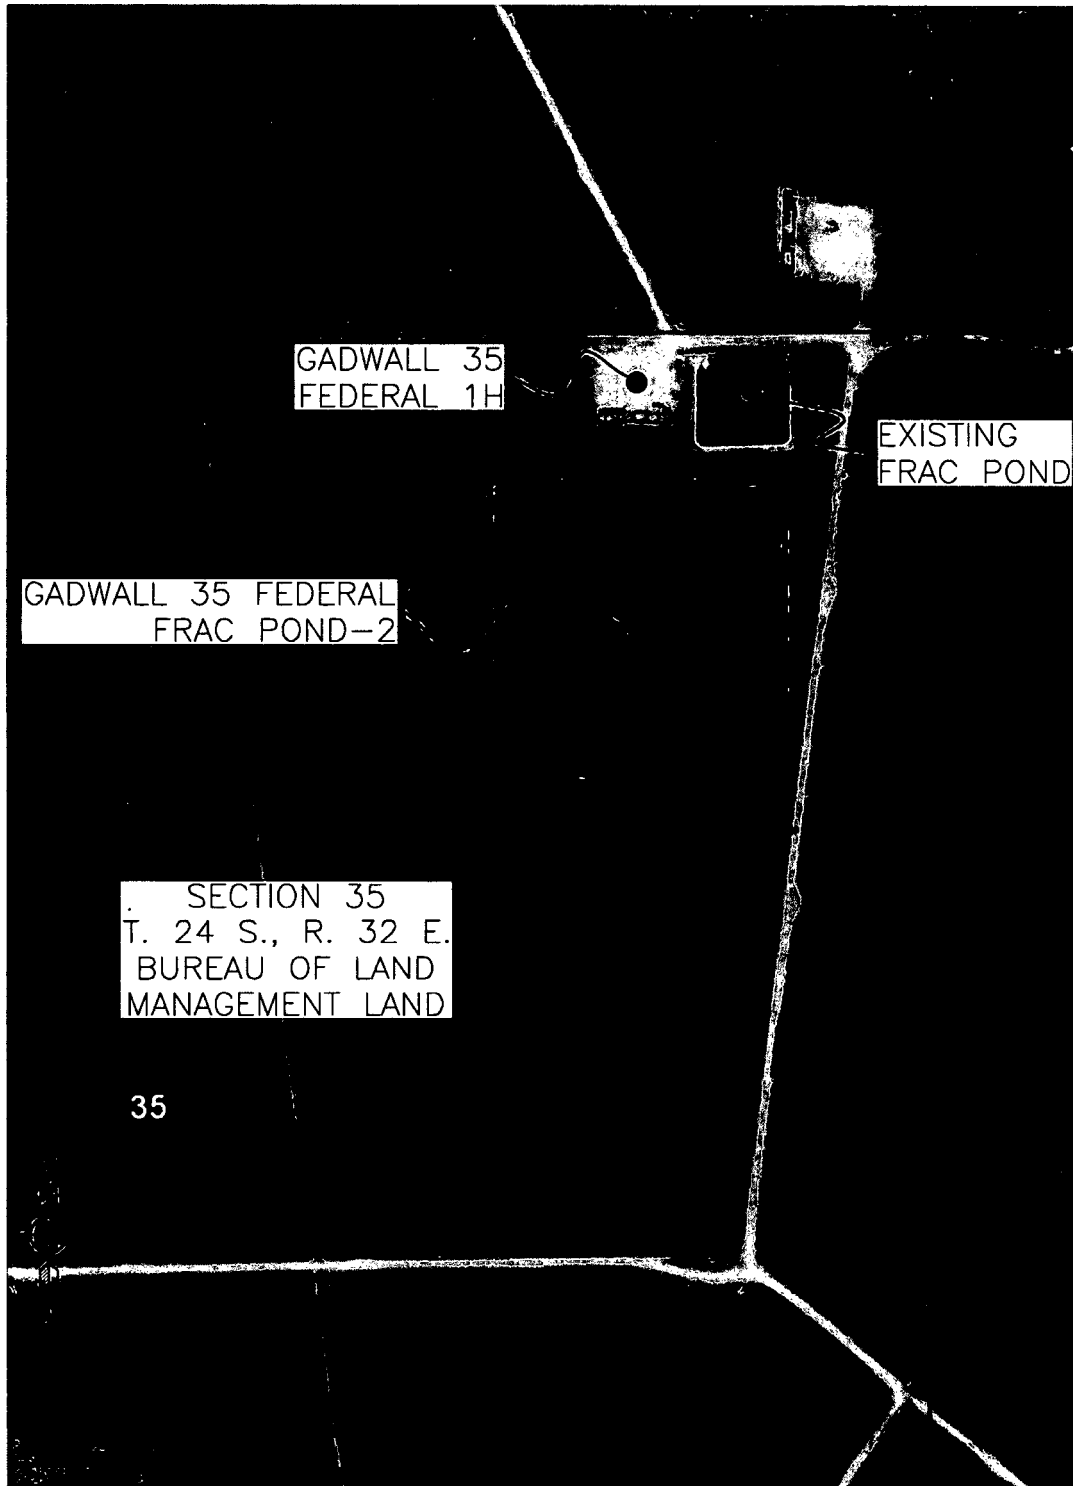 GADWALL 35
FEDERAL 1H
EXISTING
FRAC POND
GADWALL 35 FEDERAL
FRAC POND-2
SECTION 35
T. 24 S., R. 32 E.
BUREAU OF LAND
MANAGEMENT LAND
35